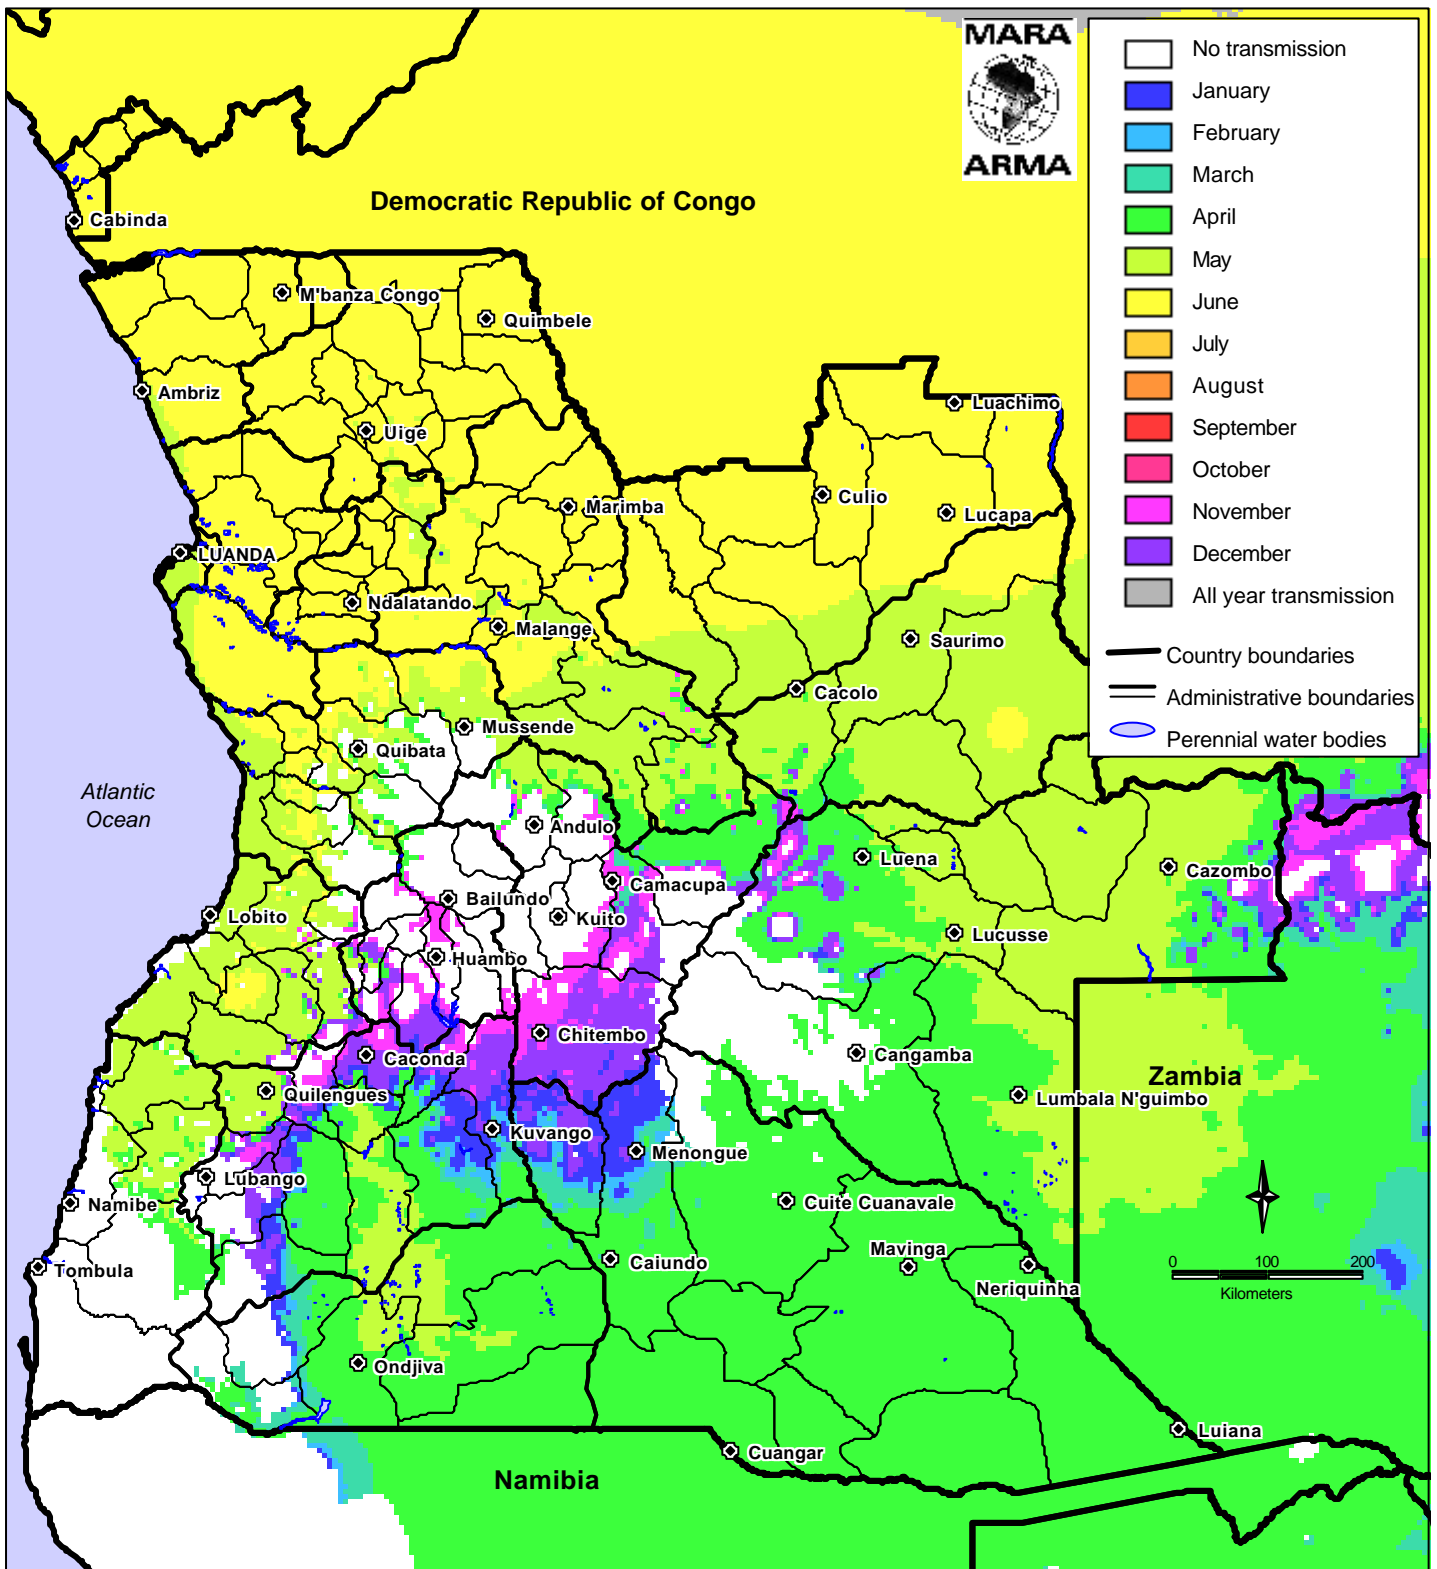 MARA
ARMA
No transmission
January
February
March
April
May
June
July
August
September
October
November
December
All year transmission
Country boundaries
Administrative boundaries
Perennial water bodies
Democratic Republic of Congo
Cabinda
M'banza Congo
Quimbele
Ambriz
Luachimo
Uige
Culio
Marimba
Lucapa
LUANDA
Ndalatando
Malange
Saurimo
Cacolo
Mussende
Quibata
Atlantic
Ocean
Andulo
Luena
Cazombo
Camacupa
Bailundo
Lobito
Kuito
Lucusse
Huambo
Chitembo
Caconda
Cangamba
Zambia
Quilengues
Lumbala N'guimbo
Kuvango
Menongue
Lubango
Namibe
Cuite Cuanavale
Mavinga
Caiundo
Tombula
Neriquinha
0 100 200
Kilometers
Ondjiva
Luiana
Cuangar
Namibia